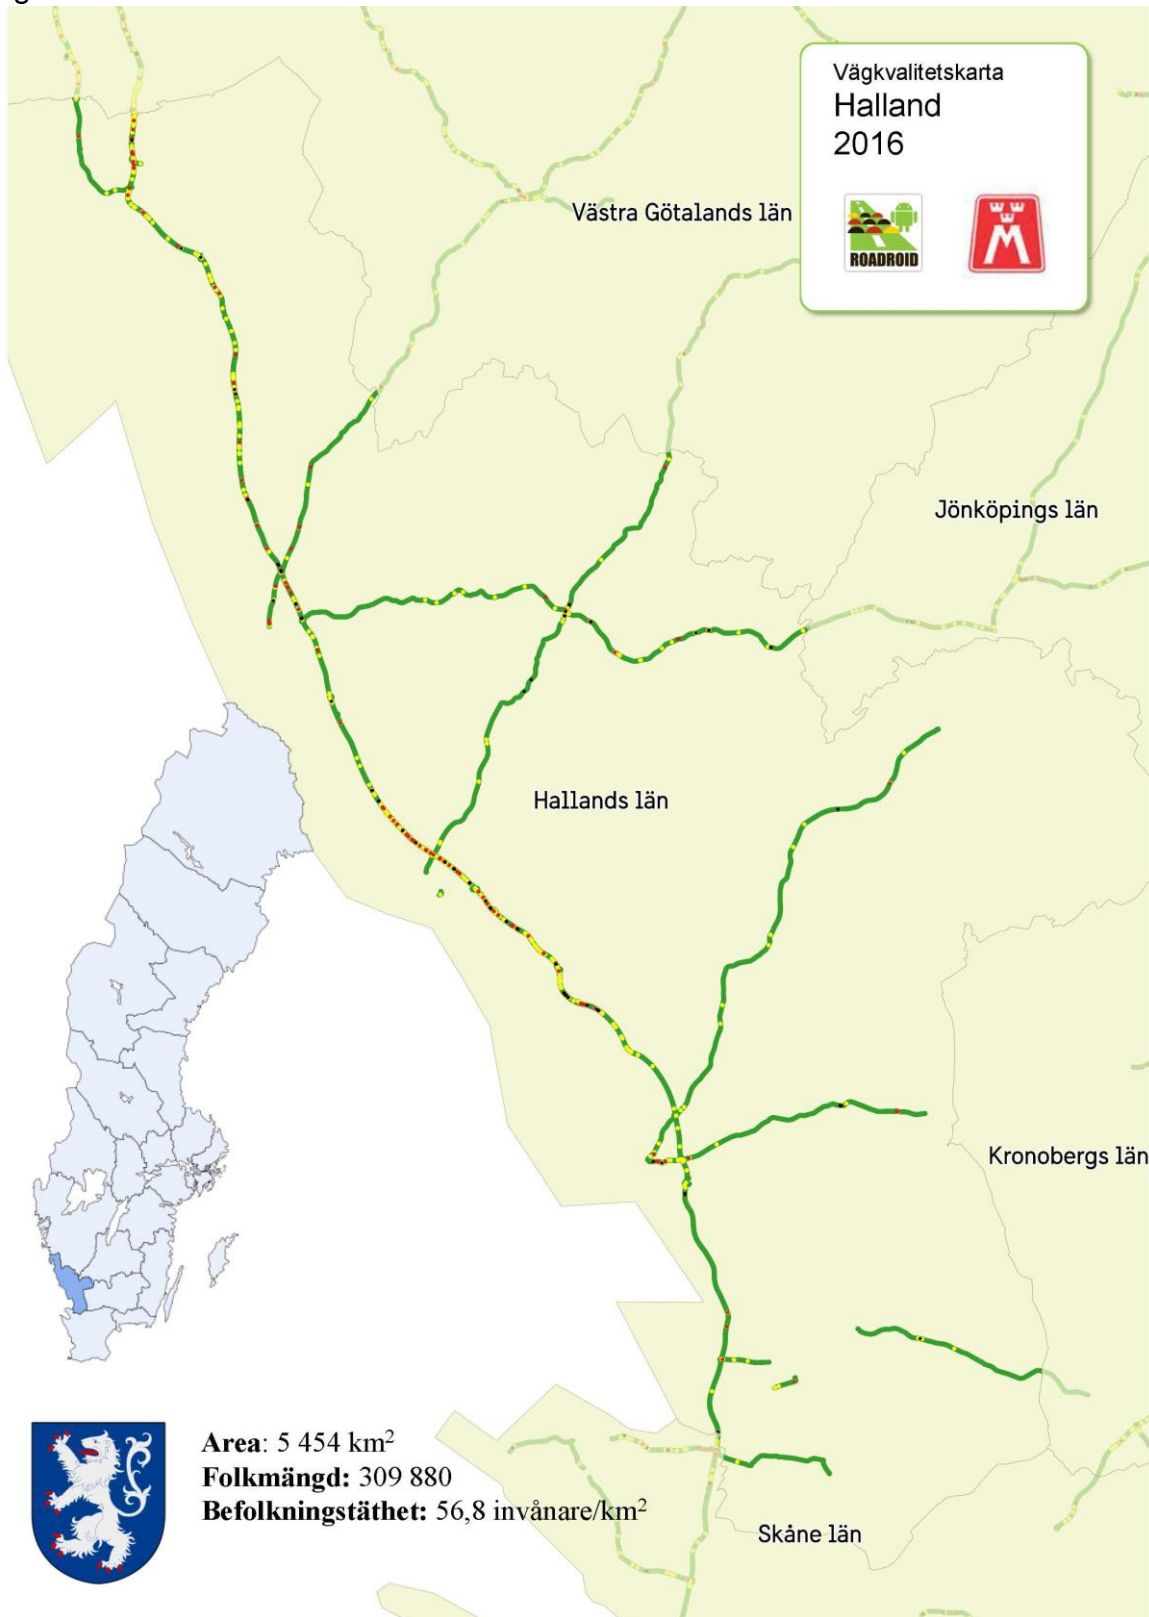 Vägkvalitetskarta
Halland
2016
ROADROID
M
Västra Götalands län
Jönköpings län
Hallands län
Kronobergs län
Skåne län
Area: 5 454 km²
Folkmängd: 309 880
Befolkningstäthet: 56,8 invånare/km²